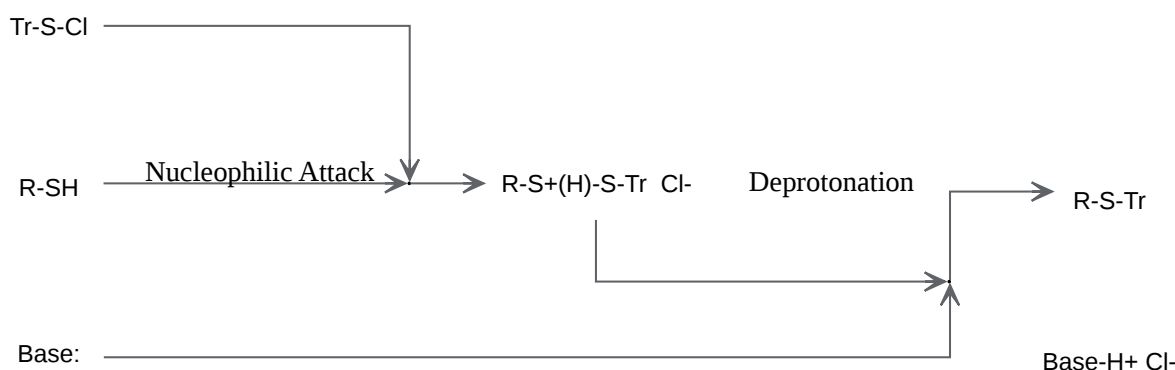 Tr-S-Cl
R-SH
Nucleophilic Attack
R-S+(H)-S-Tr Cl-
Deprotonation
R-S-Tr
Base:
Base-H+ Cl-